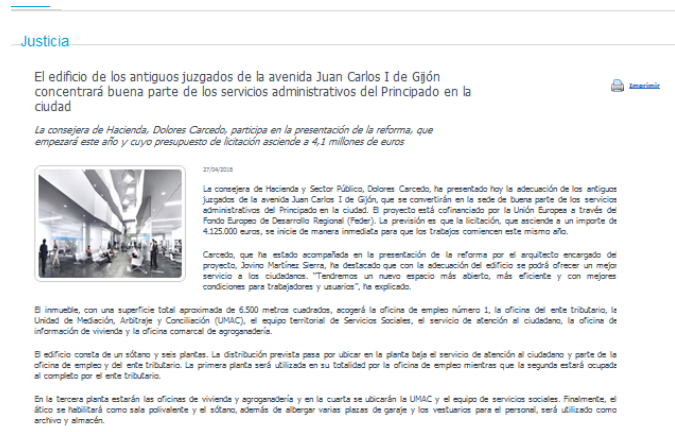 Justicia
El edificio de los antiguos juzgados de la avenida Juan Carlos I de Gijón
concentrará buena parte de los servicios administrativos del Principado en la
ciudad
Imprimir
La consejera de Hacienda, Dolores Carcedo, participa en la presentación de la reforma, que
empezará este año y cuyo presupuesto de licitación asciende a 4,1 millones de euros
27/04/2018
La consejera de Hacienda y Sector Público, Dolores Carcedo, ha presentado hoy la adecuación de los antiguos
juzgados de la avenida Juan Carlos I de Gijón, que se convertirán en la sede de buena parte de los servicios
administrativos del Principado en la ciudad. El proyecto está cofinanciado por la Unión Europea a través del
Fondo Europeo de Desarrollo Regional (Feder). La previsión es que la licitación, que asciende a un importe de
4.125.000 euros, se inicie de manera inmediata para que los trabajos comiencen este mismo año.
Carcedo, que ha estado acompañada en la presentación de la reforma por el arquitecto encargado del
proyecto, Jovino Martínez Sierra, ha destacado que con la adecuación del edificio se podrá ofrecer un mejor
servicio a los ciudadanos. "Tendremos un nuevo espacio más abierto, más eficiente y con mejores
condiciones para trabajadores y usuarios", ha explicado.
El inmueble, con una superficie total aproximada de 6.500 metros cuadrados, acogerá la oficina de empleo número 1, la oficina del ente tributario, la
Unidad de Mediación, Arbitraje y Conciliación (UMAC), el equipo territorial de Servicios Sociales, el servicio de atención al ciudadano, la oficina de
información de vivienda y la oficina comarcal de agroganadería.
El edificio consta de un sótano y seis plantas. La distribución prevista pasa por ubicar en la planta baja el servicio de atención al ciudadano y parte de la
oficina de empleo y del ente tributario. La primera planta será utilizada en su totalidad por la oficina de empleo mientras que la segunda estará ocupada
al completo por el ente tributario.
En la tercera planta estarán las oficinas de vivienda y agroganadería y en la cuarta se ubicarán la UMAC y el equipo de servicios sociales. Finalmente, el
ático se habilitará como sala polivalente y el sótano, además de albergar varias plazas de garaje y los vestuarios para el personal, será utilizado como
archivo y almacén.